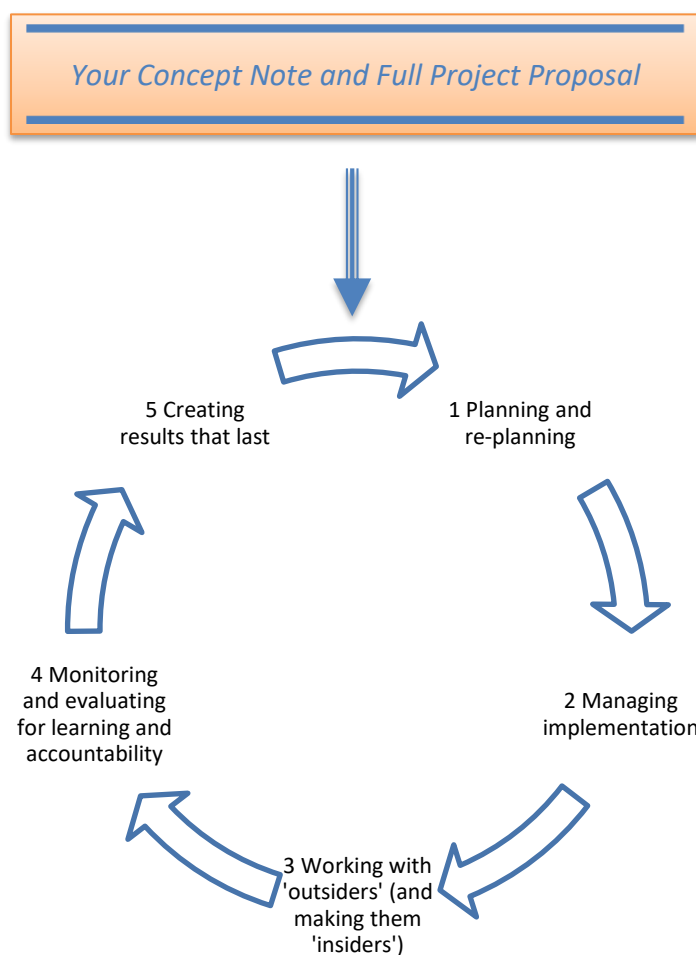 Your Concept Note and Full Project Proposal
5 Creating
results that last
1 Planning and
re-planning
4 Monitoring
and evaluating
for learning and
accountability
2 Managing
implementation
3 Working with
'outsiders' (and
making them
'insiders')